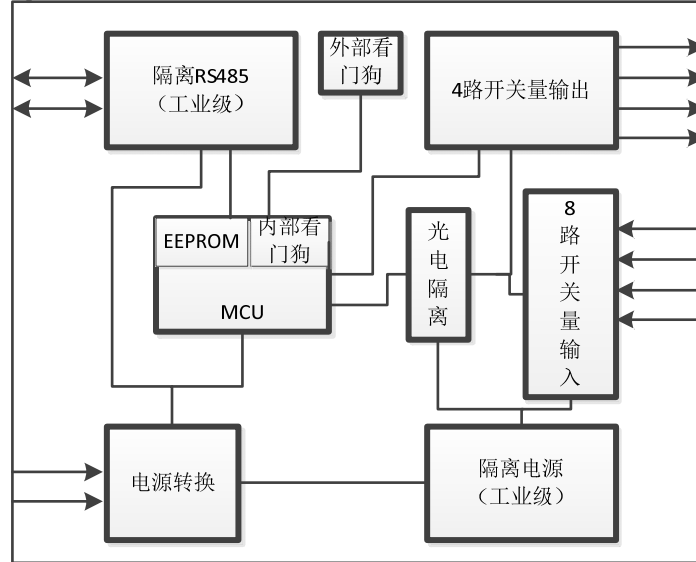 隔离RS485
（工业级）
外部看
门狗
4路开关量输出
EEPROM
内部看
门狗
MCU
光
电
隔
离
8
路
开
关
量
输
入
电源转换
隔离电源
（工业级）